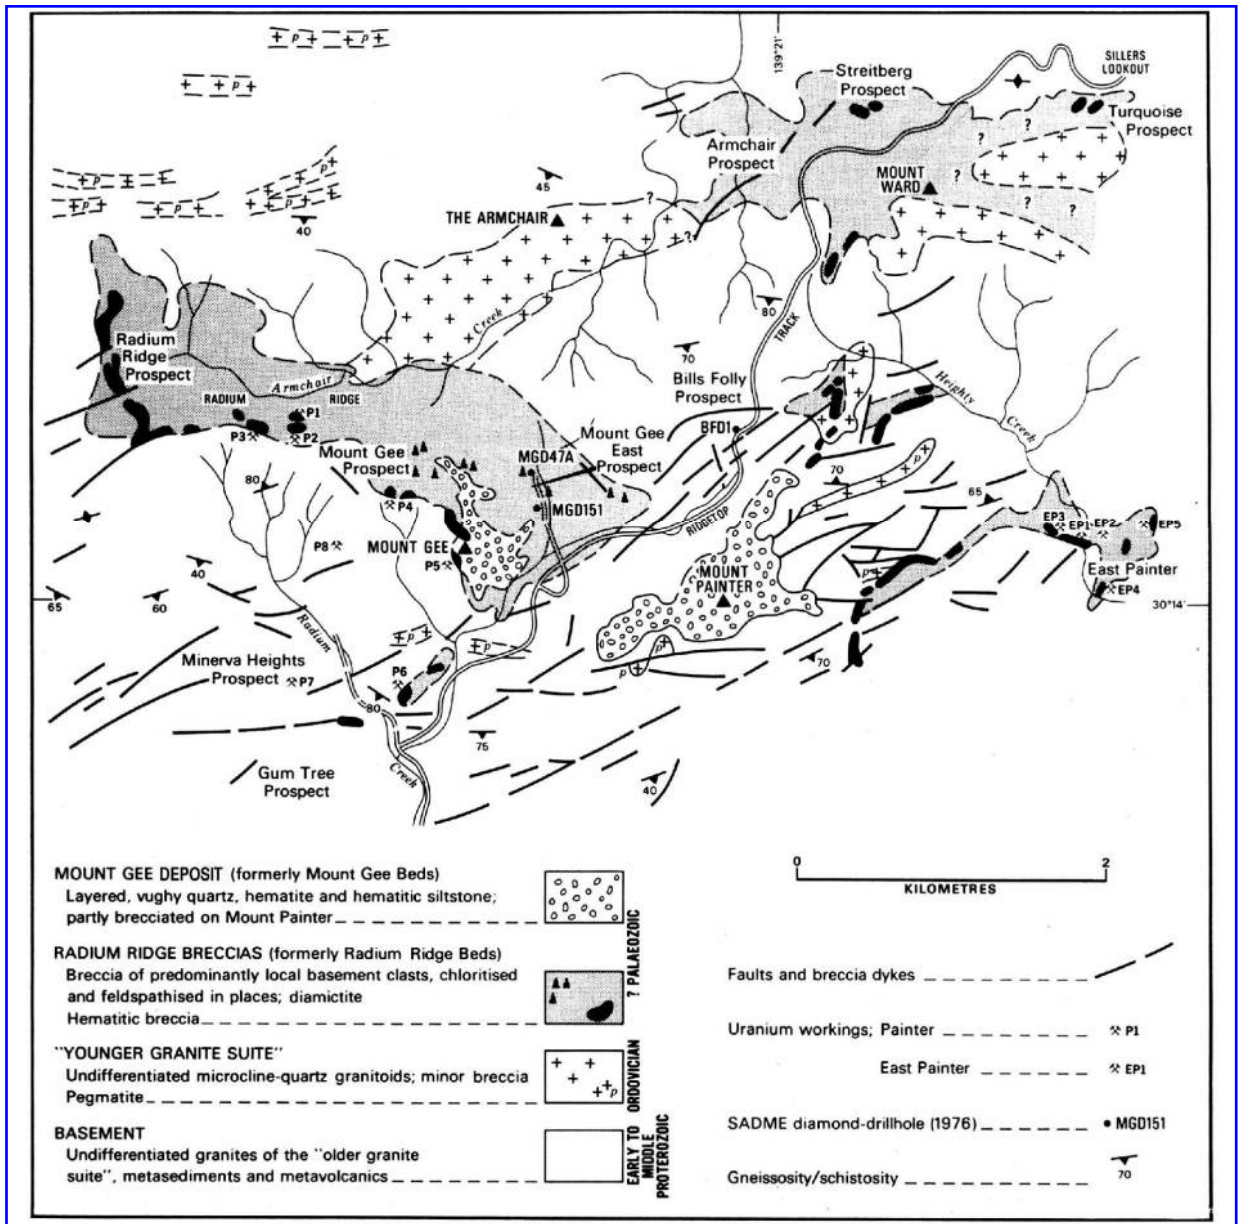 139°21'
SILLERS
LOOKOUT
Streitberg
Prospect
Turquoise
Prospect
Armchair
Prospect
MOUNT
WARD
THE ARMCHAIR
45
40
80
70
TRACK
Creek
Radium
Ridge
Prospect
Armchair
RADIUM RIDGE
P1
P2
P3
Bills Folly
Prospect
BFD1
Heighty
Creek
Mount Gee
Prospect
Mount Gee
East
Prospect
MGD47A
MGD151
P4
MOUNT GEE
P5
P8
80
40
65
60
RIDGETOP
70
65
EP3
EP1
EP2
EP5
East Painter
EP4
MOUNT
PAINTER
30°14'
Radium
Creek
Minerva Heights
Prospect
P7
P6
80
75
70
40
Gum Tree
Prospect
p
p
p
p
p
p
p
p
p
p
p
p
p
?
?
?
?
?
?
?
MOUNT GEE DEPOSIT (formerly Mount Gee Beds)
Layered, vughy quartz, hematite and hematitic siltstone;
partly brecciated on Mount Painter
RADIUM RIDGE BRECCIAS (formerly Radium Ridge Beds)
Breccia of predominantly local basement clasts, chloritised
and feldspathised in places; diamictite
Hematitic breccia
? PALAEOZOIC
"YOUNGER GRANITE SUITE"
Undifferentiated microcline-quartz granitoids; minor breccia
Pegmatite
p
ORDOVICIAN
BASEMENT
Undifferentiated granites of the "older granite
suite", metasediments and metavolcanics
EARLY TO
MIDDLE
PROTEROZOIC
0 2
KILOMETRES
Faults and breccia dykes
Uranium workings; Painter P1
East Painter EP1
SADME diamond-drillhole (1976) MGD151
Gneissosity/schistosity 70